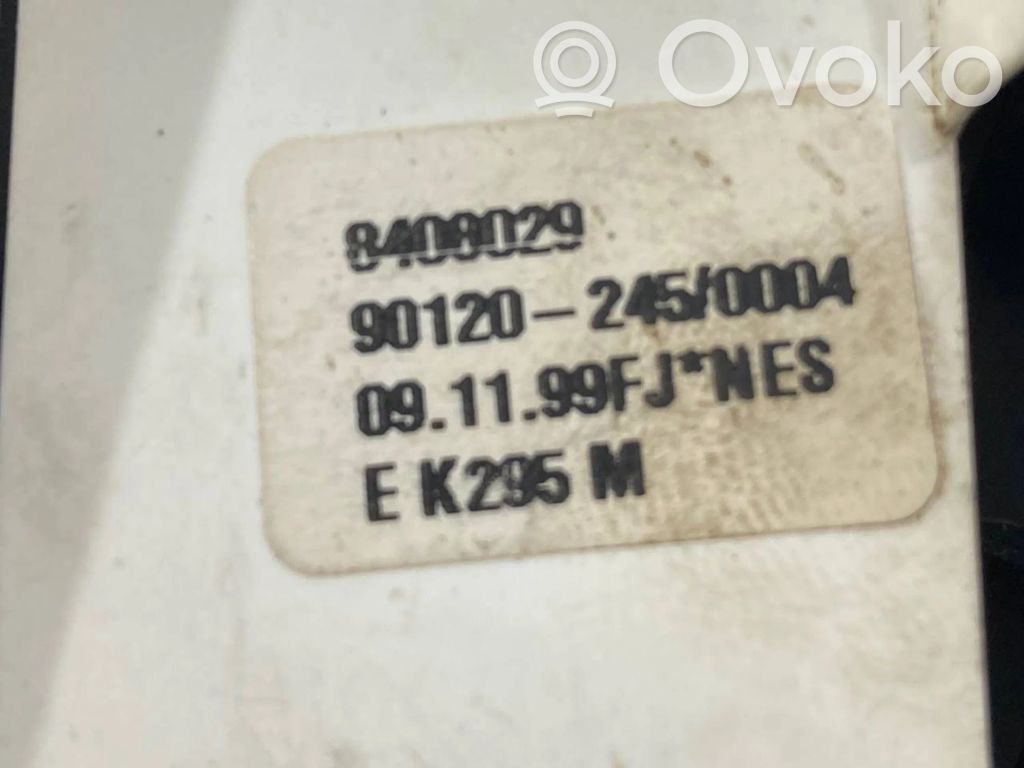 Ovoko
8408029
90120-245/0004
09.11.99FJ*NES
E K295 M